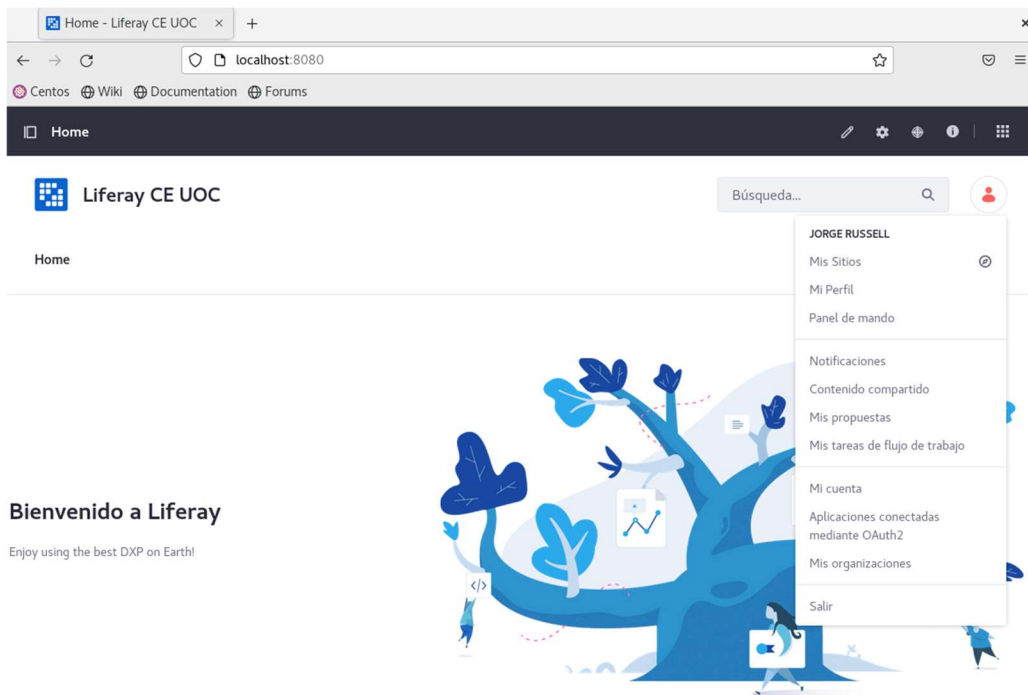 Home - Liferay CE UOC × +
localhost:8080
Centos Wiki Documentation Forums
Home
Liferay CE UOC
Búsqueda...
Home
JORGE RUSSELL
Mis Sitios
Mi Perfil
Panel de mando
Notificaciones
Contenido compartido
Mis propuestas
Mis tareas de flujo de trabajo
Mi cuenta
Aplicaciones conectadas
mediante OAuth2
Mis organizaciones
Salir
Bienvenido a Liferay
Enjoy using the best DXP on Earth!